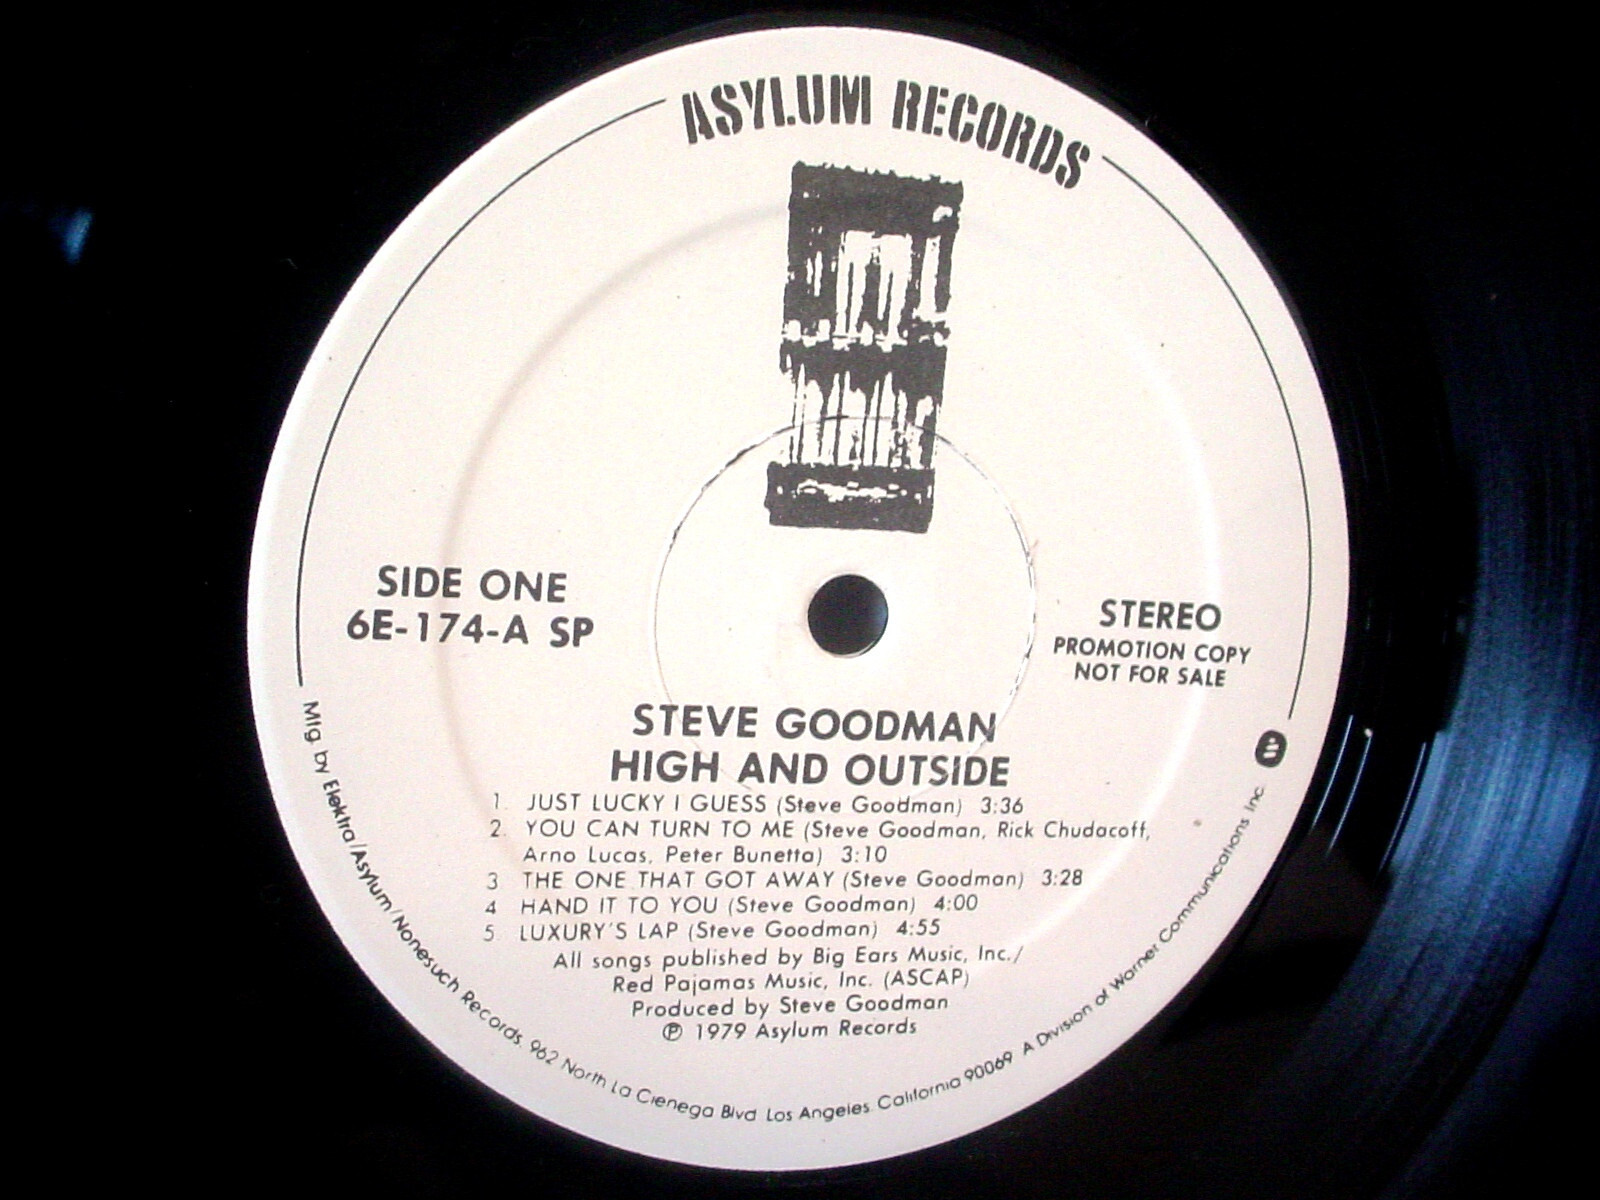 ASYLUM RECORDS
SIDE ONE
6E-174-A SP
STEREO
PROMOTION COPY
NOT FOR SALE
STEVE GOODMAN
HIGH AND OUTSIDE
1. JUST LUCKY I GUESS (Steve Goodman) 3:36
2. YOU CAN TURN TO ME (Steve Goodman, Rick Chudacoff,
Arno Lucas, Peter Bunetta) 3:10
3 THE ONE THAT GOT AWAY (Steve Goodman) 3:28
4 HAND IT TO YOU (Steve Goodman) 4:00
5. LUXURY'S LAP (Steve Goodman) 4:55
All songs published by Big Ears Music, Inc./
Red Pajamas Music, Inc. (ASCAP)
Produced by Steve Goodman
℗ 1979 Asylum Records
Mfg. by Elektra/Asylum/Nonesuch Records. 962 North La Cienega Blvd Los Angeles. California 90069 A Division of Warner Communications Inc.